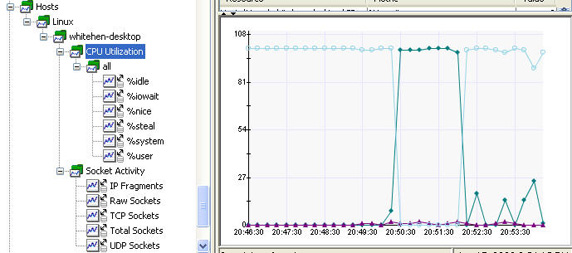 Hosts
Linux
whitehen-desktop
CPU Utilization
all
%idle
%iowait
%nice
%steal
%system
%user
Socket Activity
IP Fragments
Raw Sockets
TCP Sockets
Total Sockets
UDP Sockets
108
81
54
27
0
20:46:30 20:47:30 20:48:30 20:49:30 20:50:30 20:51:30 20:52:30 20:53:30